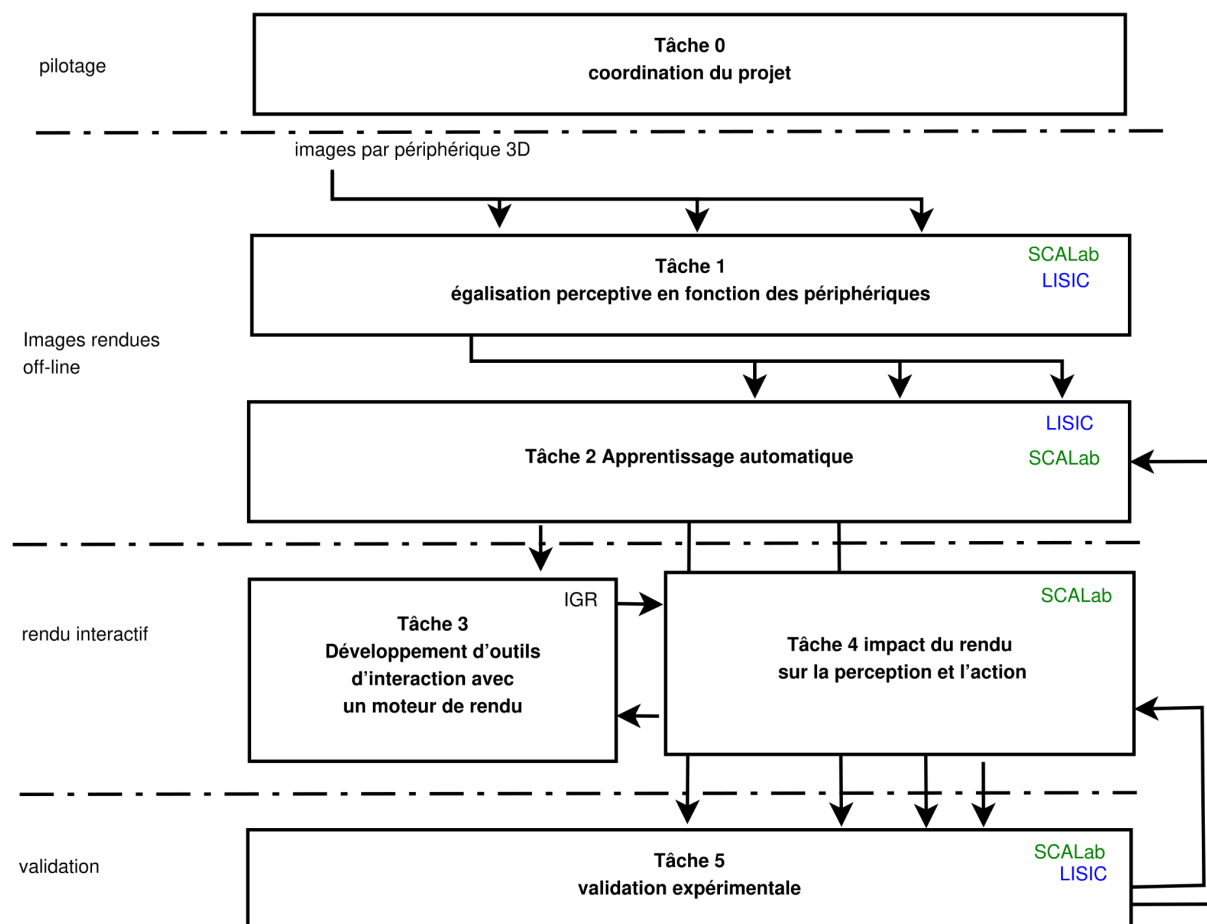 Tâche 0
coordination du projet
pilotage
images par périphérique 3D
Tâche 1
égalisation perceptive en fonction des périphériques
SCALab
LISIC
Images rendues
off-line
Tâche 2 Apprentissage automatique
LISIC
SCALab
rendu interactif
IGR
Tâche 3
Développement d’outils
d’interaction avec
un moteur de rendu
SCALab
Tâche 4 impact du rendu
sur la perception et l’action
validation
Tâche 5
validation expérimentale
SCALab
LISIC